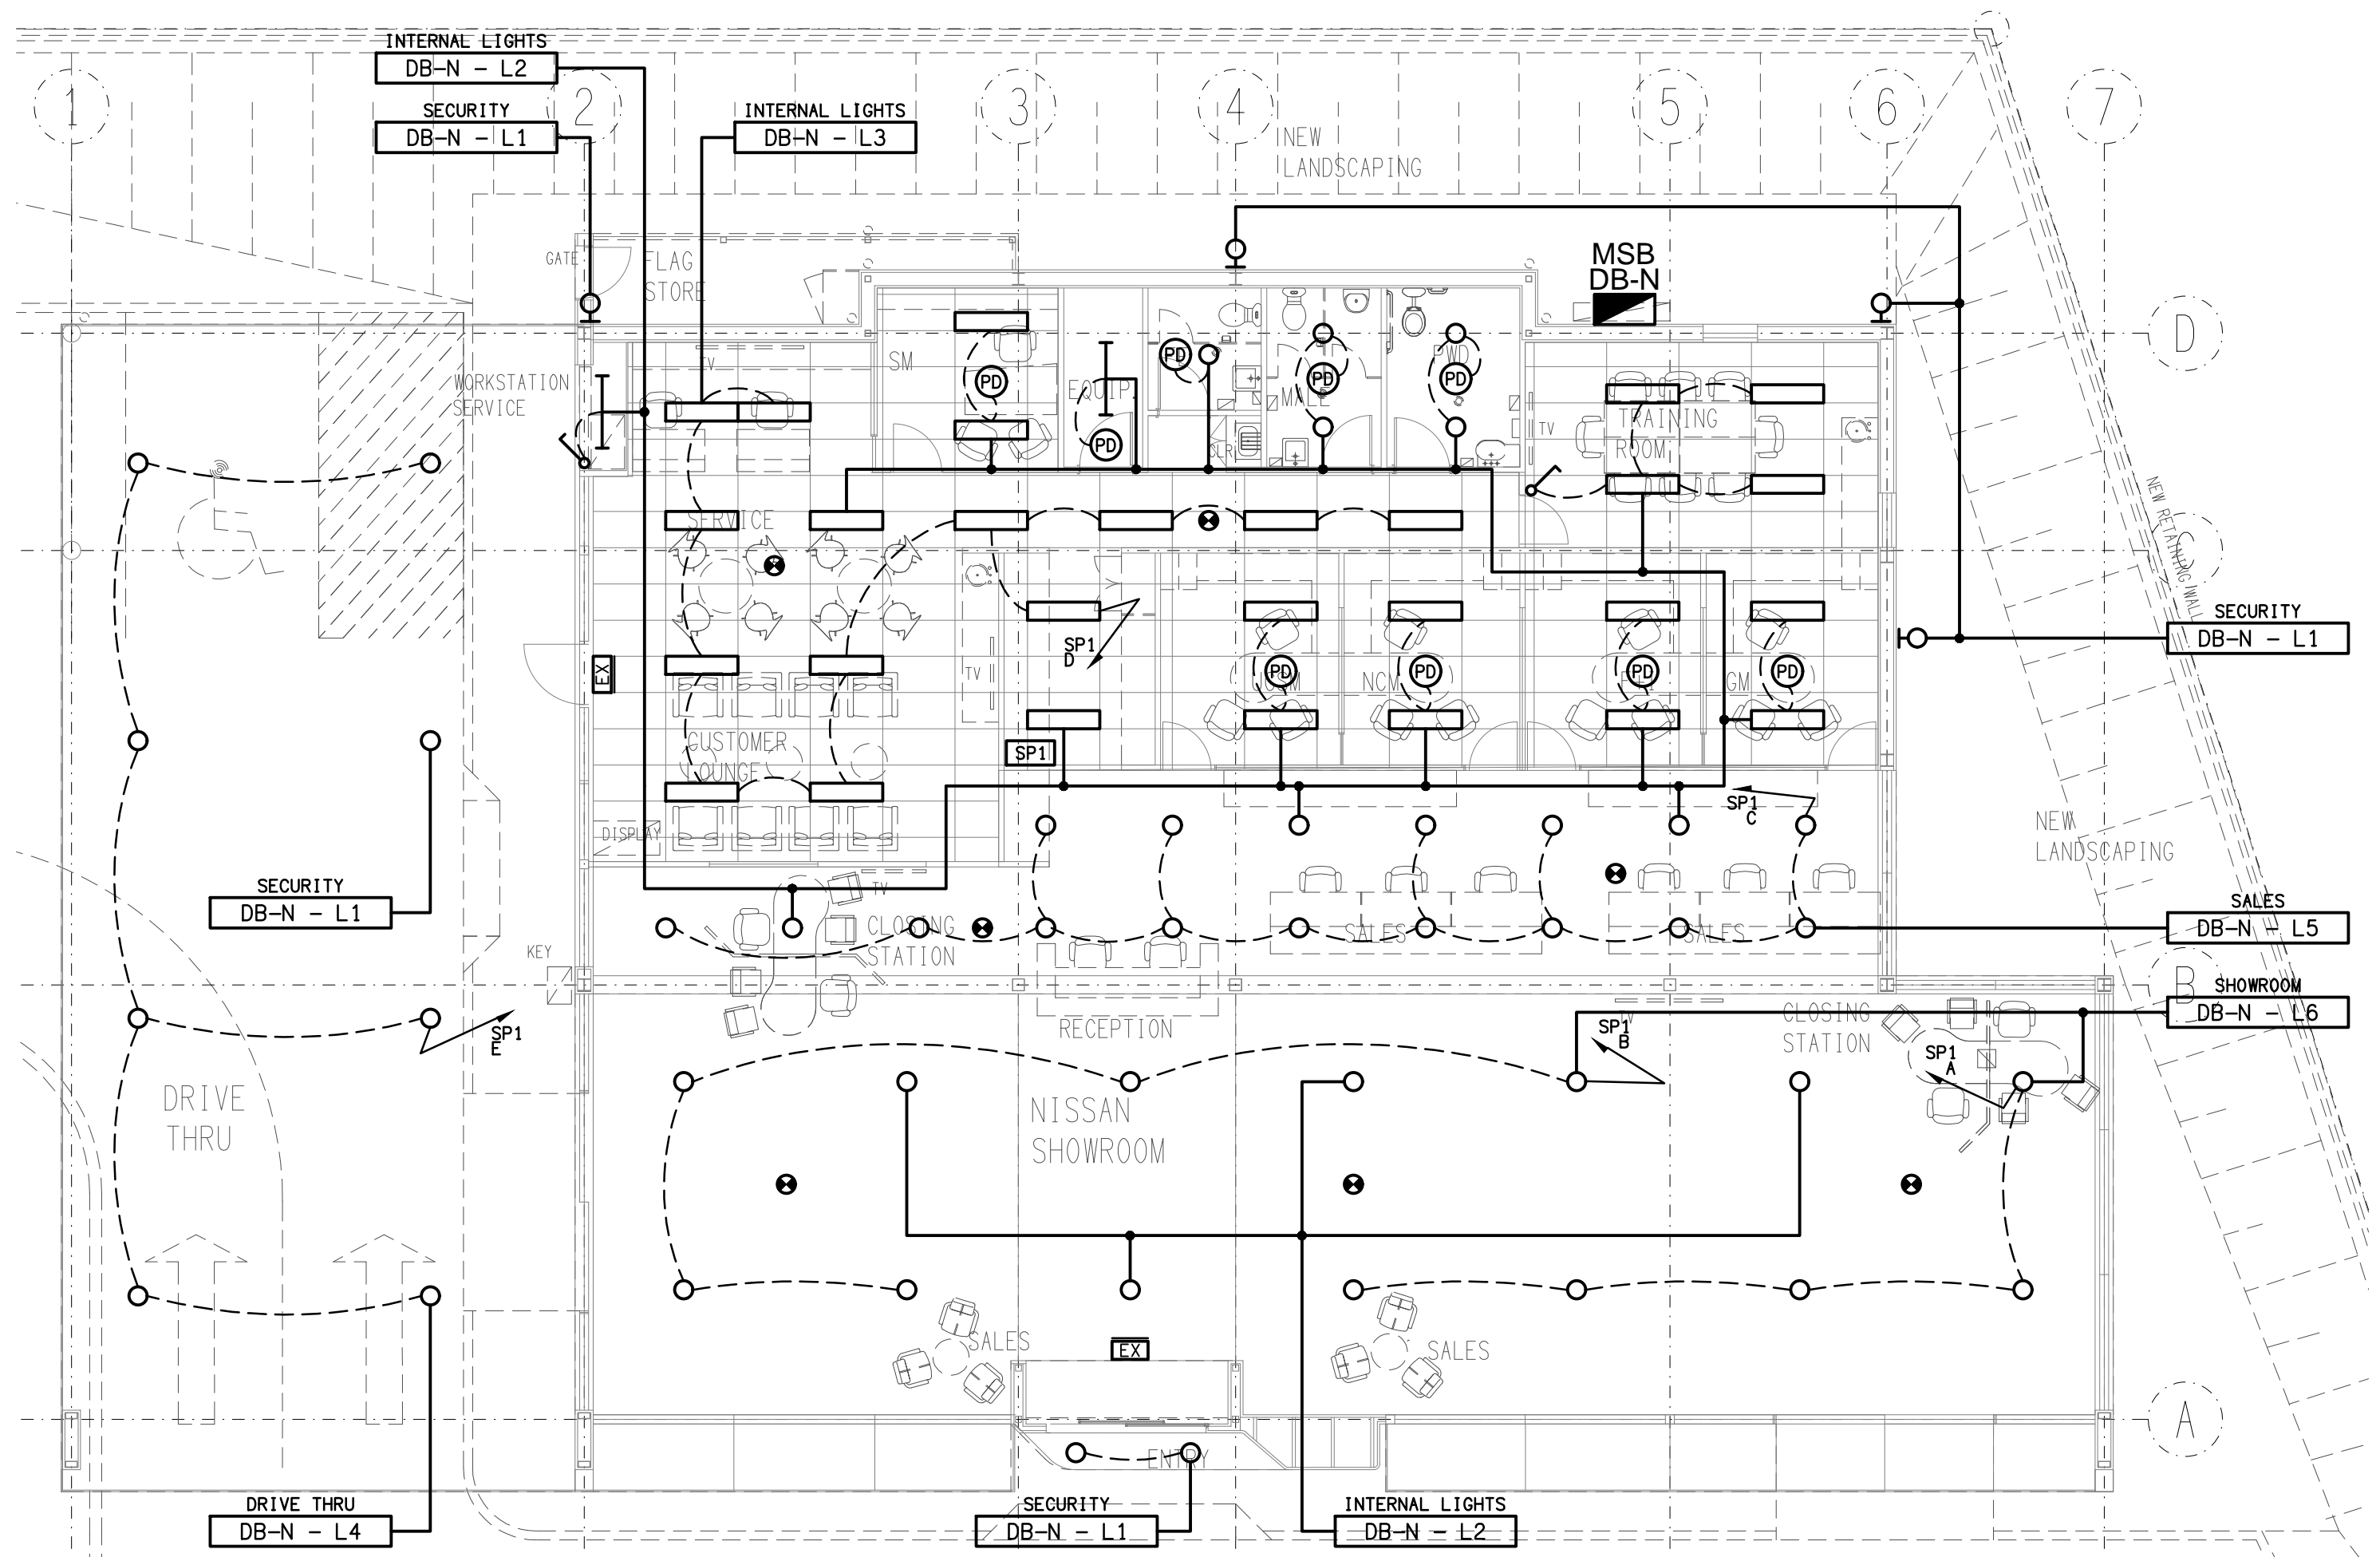 INTERNAL LIGHTS
DB-N - L2
SECURITY
DB-N - L1
INTERNAL LIGHTS
DB-N - L3
1
2
3
4
5
6
7
NEW
LANDSCAPING
GATE
FLAG
STORE
MSB
DB-N
D
WORKSTATION
SERVICE
TV
SM
PD
EQUIP.
PD
PD
PD
MALE
PWD
PD
CLR
TV
TRAINING
ROOM
NEW RETAINING WALL
SERVICE
C
SECURITY
DB-N - L1
SP1
D
EX
TV
PD
NCM
PD
PD
PD
GM
CUSTOMER
LOUNGE
SP1
SP1
C
DISPLAY
NEW
LANDSCAPING
SECURITY
DB-N - L1
TV
CLOSING
STATION
SALES
SALES
SALES
DB-N - L5
KEY
B
SHOWROOM
DB-N - L6
RECEPTION
TV
CLOSING
STATION
SP1
E
SP1
B
SP1
A
DRIVE
THRU
NISSAN
SHOWROOM
SALES
EX
SALES
A
ENTRY
DRIVE THRU
DB-N - L4
SECURITY
DB-N - L1
INTERNAL LIGHTS
DB-N - L2